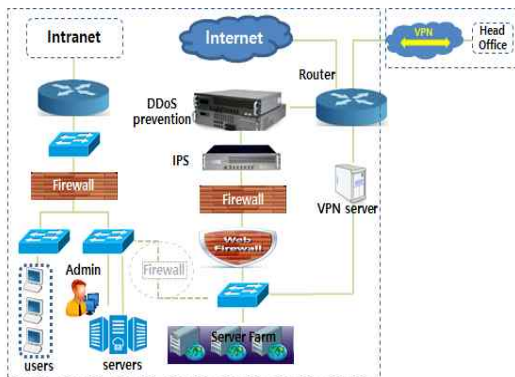 Intranet
Internet
VPN
Head
Office
Router
DDoS
prevention
IPS
Firewall
Firewall
VPN server
Web
Firewall
Admin
Firewall
Server Farm
users
servers